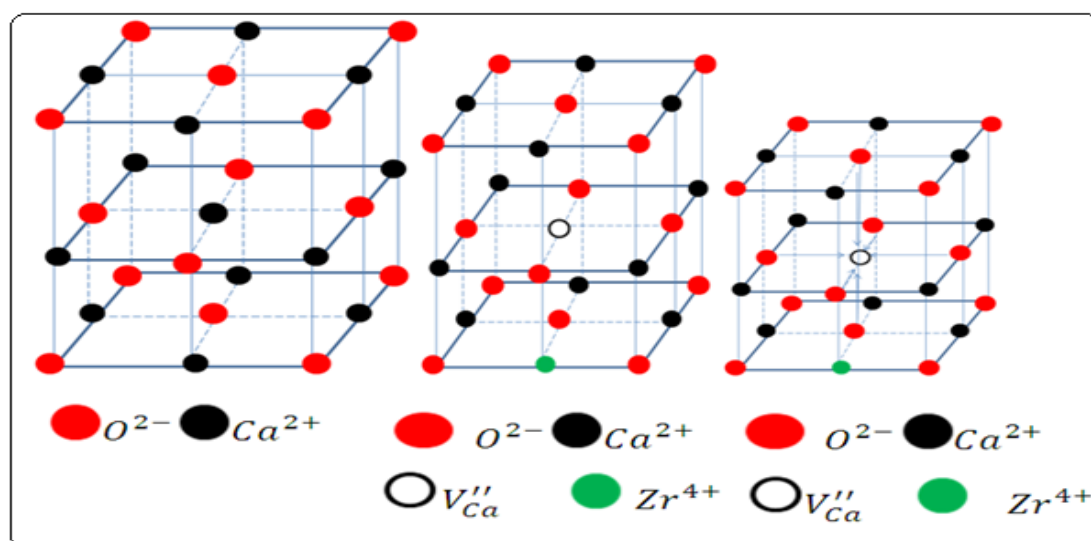 O²⁻ Ca²⁺ O²⁻ Ca²⁺ O²⁻ Ca²⁺
V″Ca Zr⁴⁺ V″Ca Zr⁴⁺